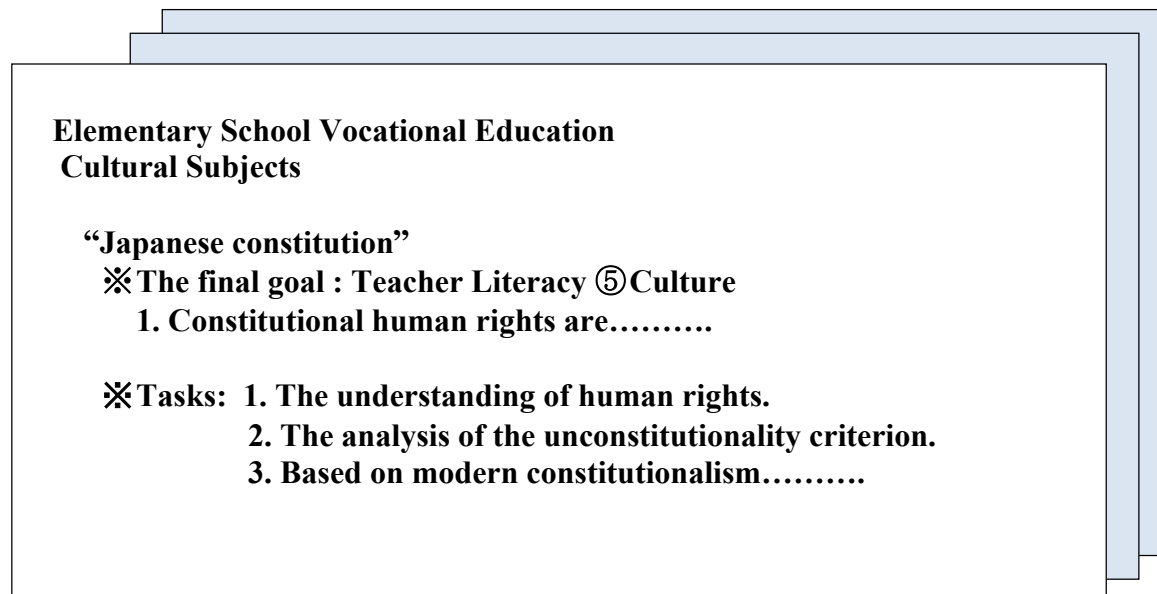 Elementary School Vocational Education
Cultural Subjects
“Japanese constitution”
※The final goal : Teacher Literacy ⑤Culture
1. Constitutional human rights are……….
※Tasks: 1. The understanding of human rights.
2. The analysis of the unconstitutionality criterion.
3. Based on modern constitutionalism……….